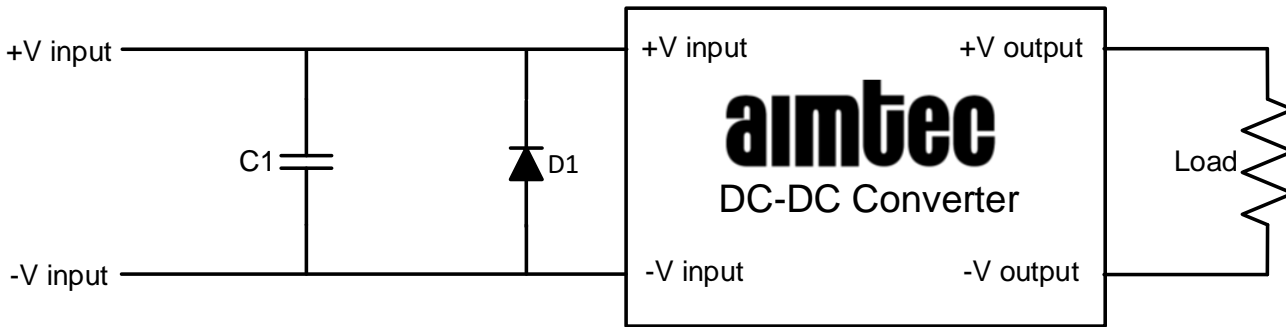 +V input
+V input
+V output
aimtec
DC-DC Converter
C1
D1
Load
-V input
-V input
-V output